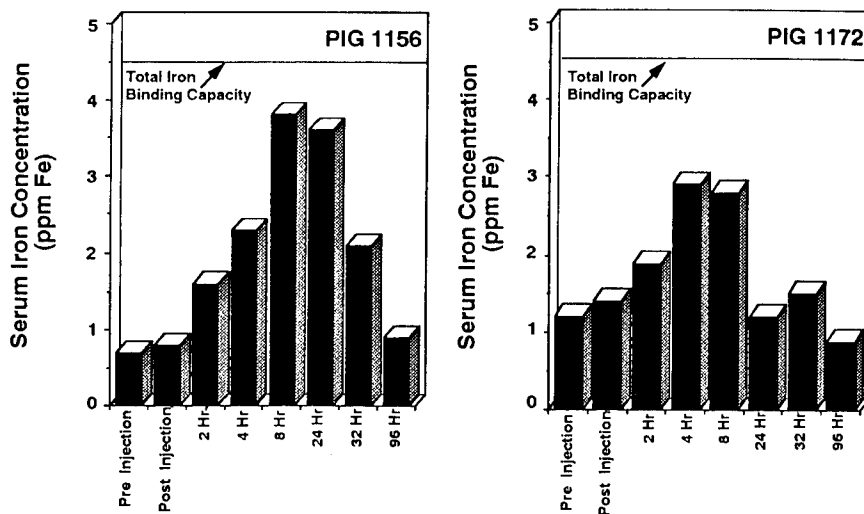 PIG 1156
Total Iron
Binding Capacity
Serum Iron Concentration
(ppm Fe)
5
4
3
2
1
0
Pre Injection
Post Injection
2 Hr
4 Hr
8 Hr
24 Hr
32 Hr
96 Hr
PIG 1172
Total Iron
Binding Capacity
Serum Iron Concentration
(ppm Fe)
5
4
3
2
1
0
Pre Injection
Post Injection
2 Hr
4 Hr
8 Hr
24 Hr
32 Hr
96 Hr